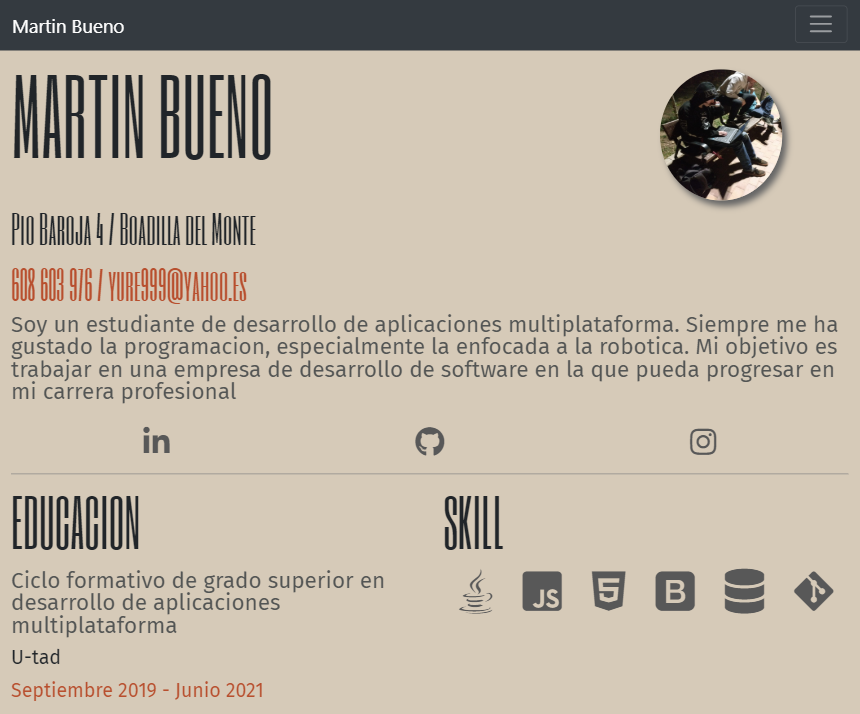 Martin Bueno
MARTIN BUENO
Pio Baroja 4 / Boadilla del Monte
608 603 976 / yure999@yahoo.es
Soy un estudiante de desarrollo de aplicaciones multiplataforma. Siempre me ha
gustado la programacion, especialmente la enfocada a la robotica. Mi objetivo es
trabajar en una empresa de desarrollo de software en la que pueda progresar en
mi carrera profesional
in
EDUCACION
SKILL
Ciclo formativo de grado superior en
desarrollo de aplicaciones
multiplataforma
JS
5
B
U-tad
Septiembre 2019 - Junio 2021